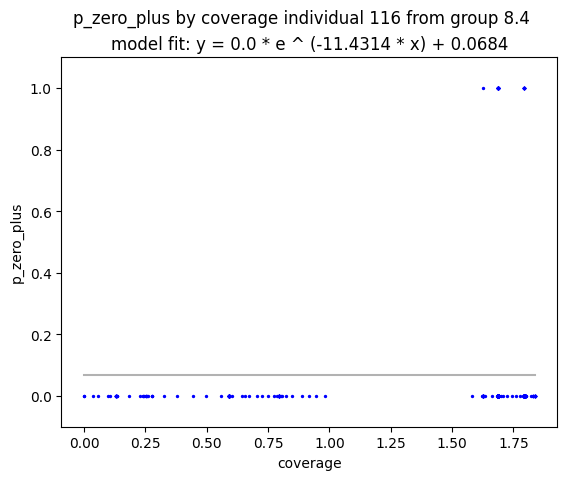 p_zero_plus by coverage individual 116 from group 8.4
model fit: y = 0.0 * e ^ (-11.4314 * x) + 0.0684
1.0
0.8
0.6
0.4
0.2
0.0
p_zero_plus
0.00 0.25 0.50 0.75 1.00 1.25 1.50 1.75
coverage